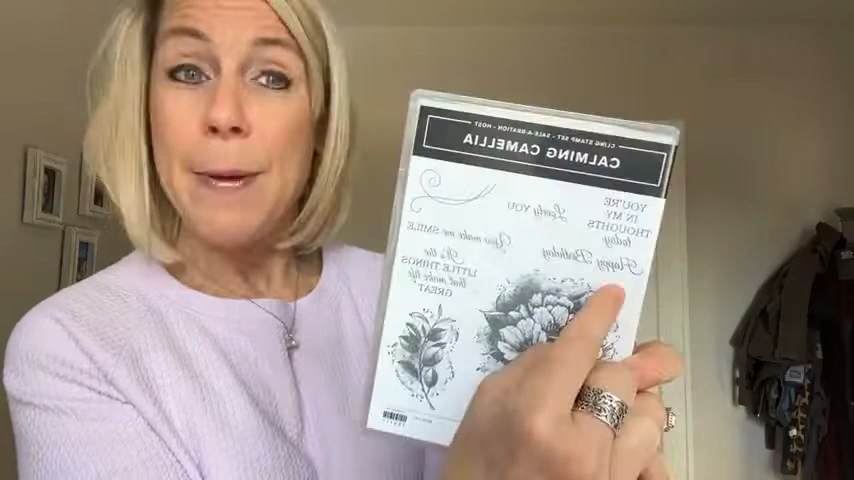 CLING STAMP SET • SALE-A-BRATION • HOST
CALMING CAMELLIA
YOU'RE
IN MY
THOUGHTS
today
Lovely YOU
You make me SMILE
Happy Birthday
It's the
LITTLE THINGS
that make life
GREAT